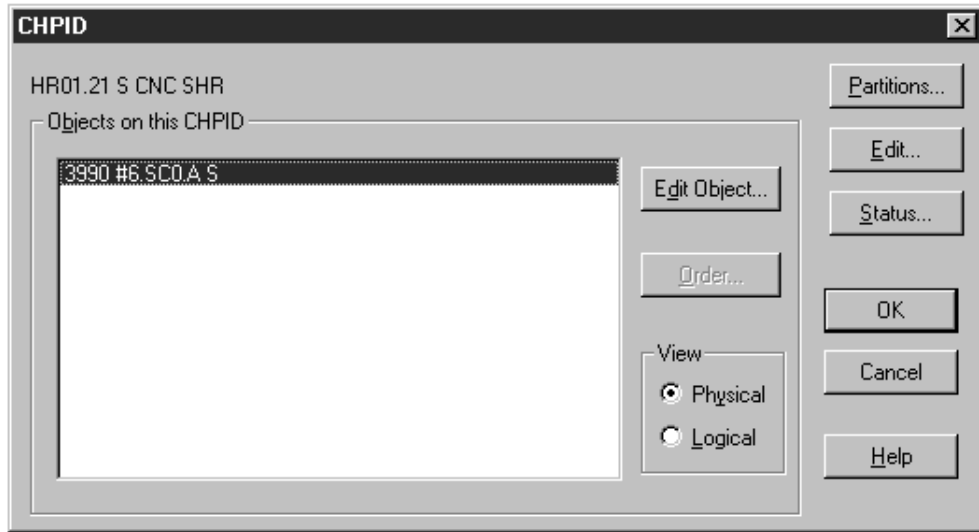 CHPID
HR01.21 S CNC SHR
Objects on this CHPID
3990 #6.SC0.A S
Edit Object...
Order...
View
Physical
Logical
Partitions...
Edit...
Status...
OK
Cancel
Help